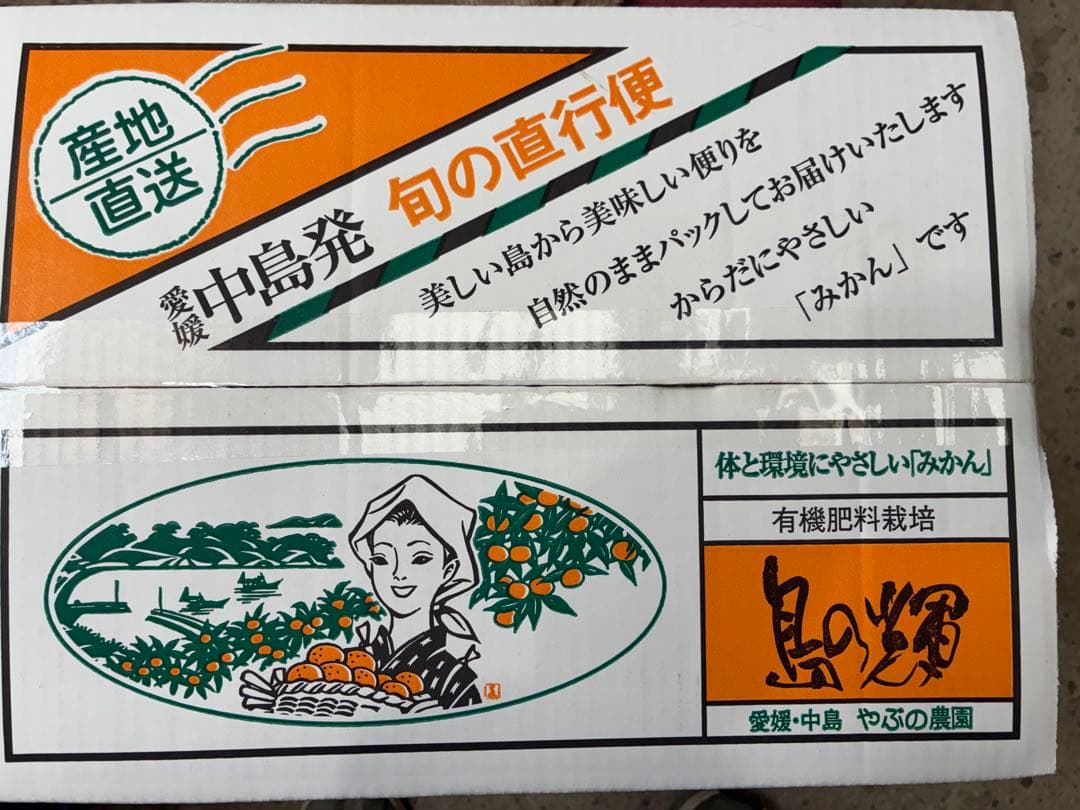 産地
直送
愛媛
中島発 旬の直行便
美しい島から美味しい便りを
自然のままパックしてお届けいたします
からだにやさしい
「みかん」です
体と環境にやさしい「みかん」
有機肥料栽培
島の輝
愛媛・中島 やぶの農園